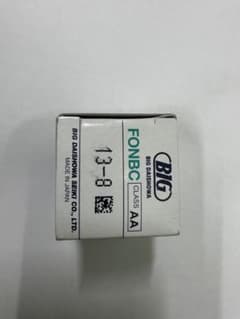 BIG
BIG DAISHOWA
FONBC CLASS AA
13-8
BIG DAISHOWA SEIKI CO., LTD.
MADE IN JAPAN